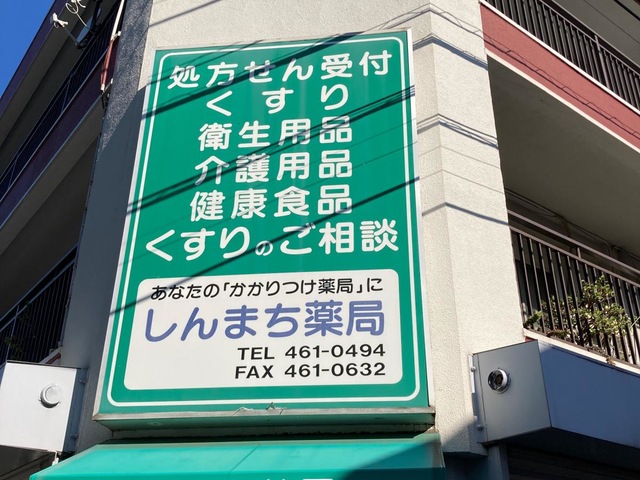 処方せん受付
くすり
衛生用品
介護用品
健康食品
くすりのご相談
あなたの「かかりつけ薬局」に
しんまち薬局
TEL 461-0494
FAX 461-0632